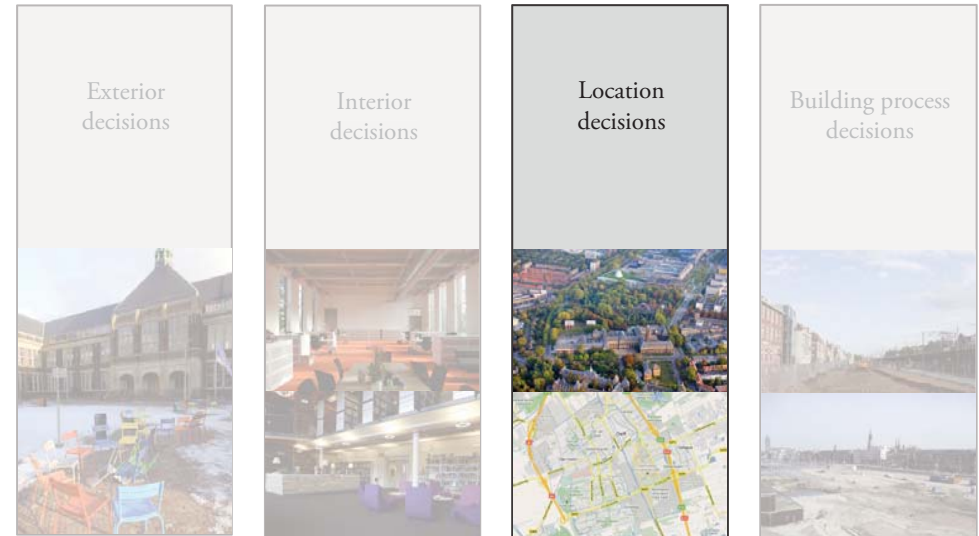 Exterior
decisions
Interior
decisions
Location
decisions
Building process
decisions